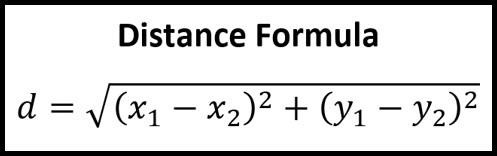 Distance Formula
d = √(x₁ − x₂)² + (y₁ − y₂)²